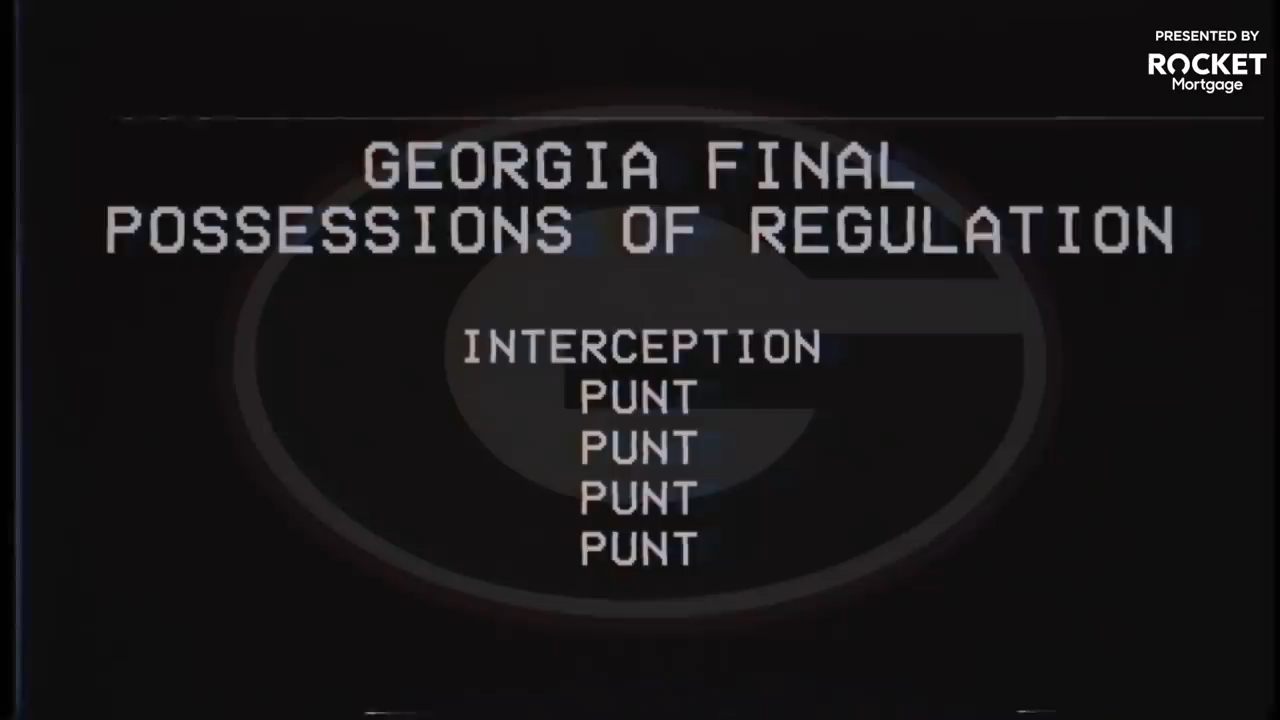 PRESENTED BY
ROCKET
Mortgage
GEORGIA FINAL
POSSESSIONS OF REGULATION
INTERCEPTION
PUNT
PUNT
PUNT
PUNT